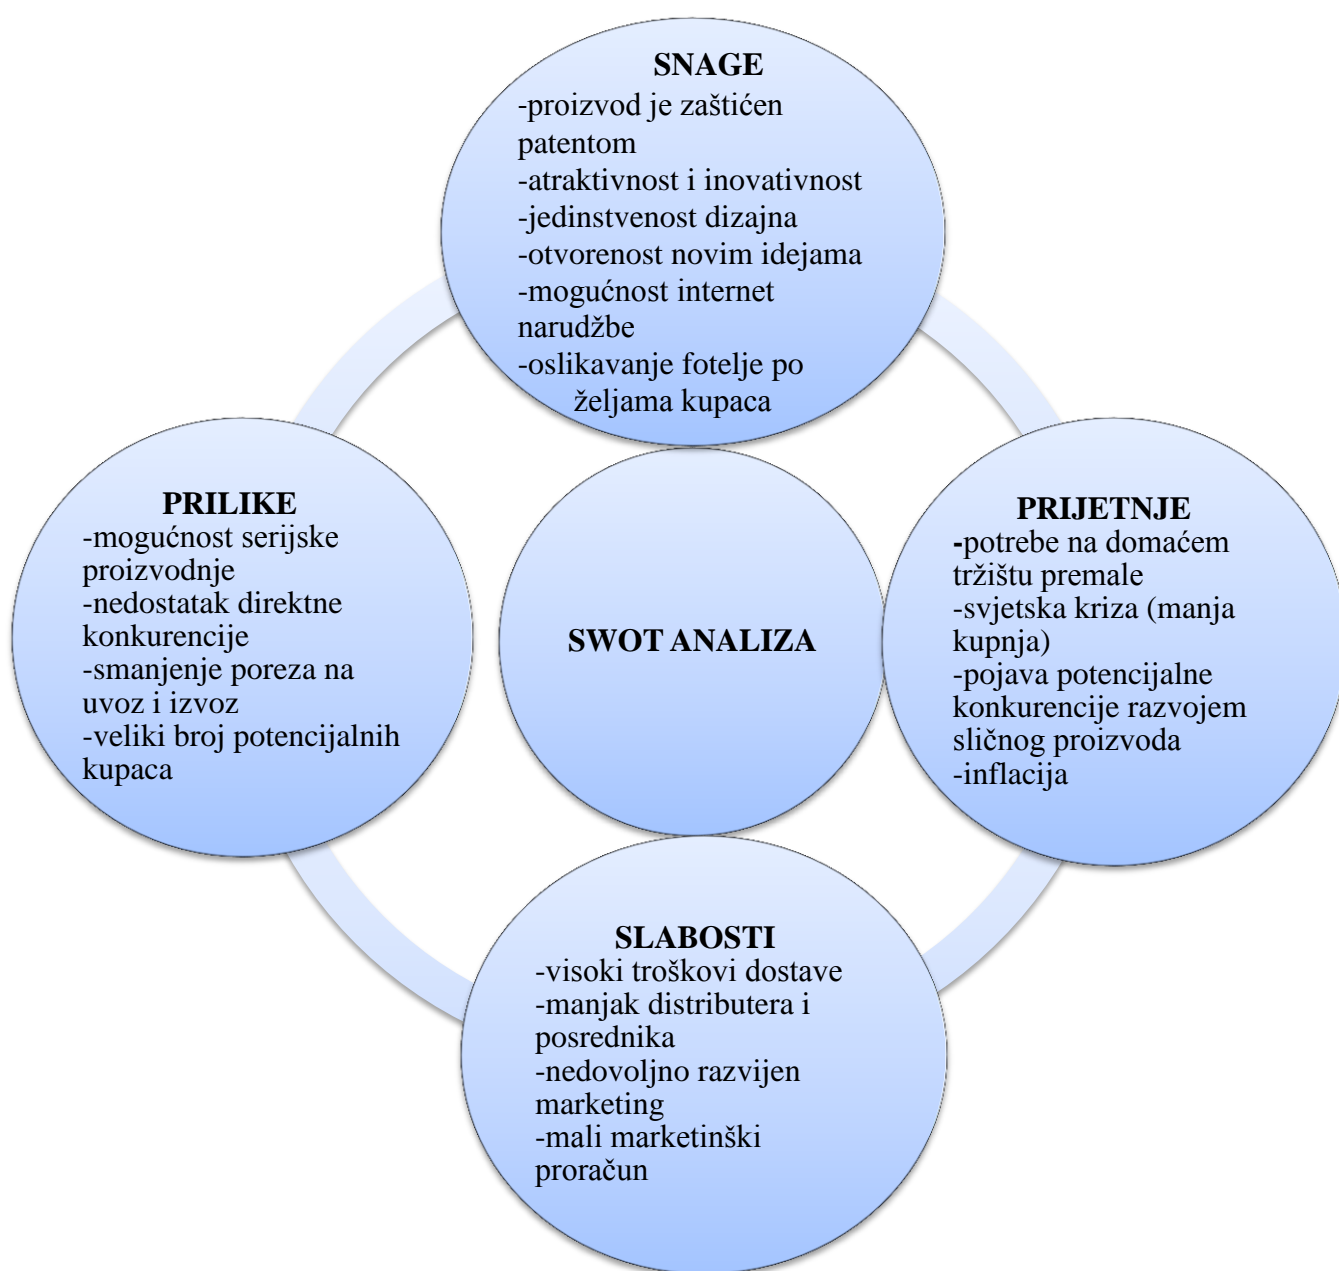 SNAGE
-proizvod je zaštićen
patentom
-atraktivnost i inovativnost
-jedinstvenost dizajna
-otvorenost novim idejama
-mogućnost internet
narudžbe
-oslikavanje fotelje po
željama kupaca
PRILIKE
-mogućnost serijske
proizvodnje
-nedostatak direktne
konkurencije
-smanjenje poreza na
uvoz i izvoz
-veliki broj potencijalnih
kupaca
SWOT ANALIZA
PRIJETNJE
-potrebe na domaćem
tržištu premale
-svjetska kriza (manja
kupnja)
-pojava potencijalne
konkurencije razvojem
sličnog proizvoda
-inflacija
SLABOSTI
-visoki troškovi dostave
-manjak distributera i
posrednika
-nedovoljno razvijen
marketing
-mali marketinški
proračun